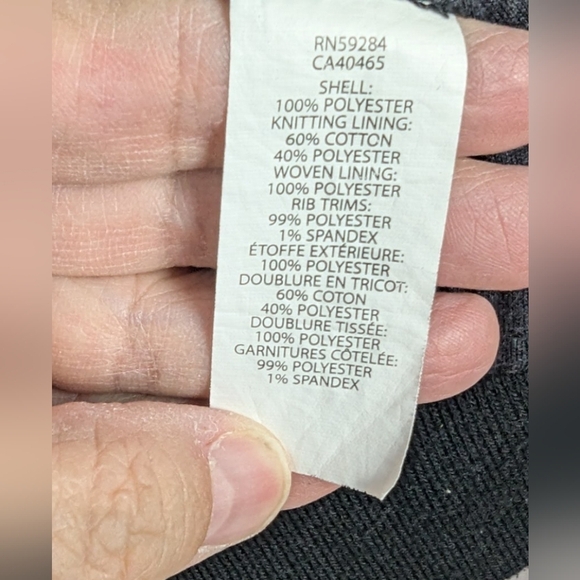 RN59284
CA40465
SHELL:
100% POLYESTER
KNITTING LINING:
60% COTTON
40% POLYESTER
WOVEN LINING:
100% POLYESTER
RIB TRIMS:
99% POLYESTER
1% SPANDEX
ÉTOFFE EXTÉRIEURE:
100% POLYESTER
DOUBLURE EN TRICOT:
60% COTON
40% POLYESTER
DOUBLURE TISSÉE:
100% POLYESTER
GARNITURES CÔTELÉE:
99% POLYESTER
1% SPANDEX